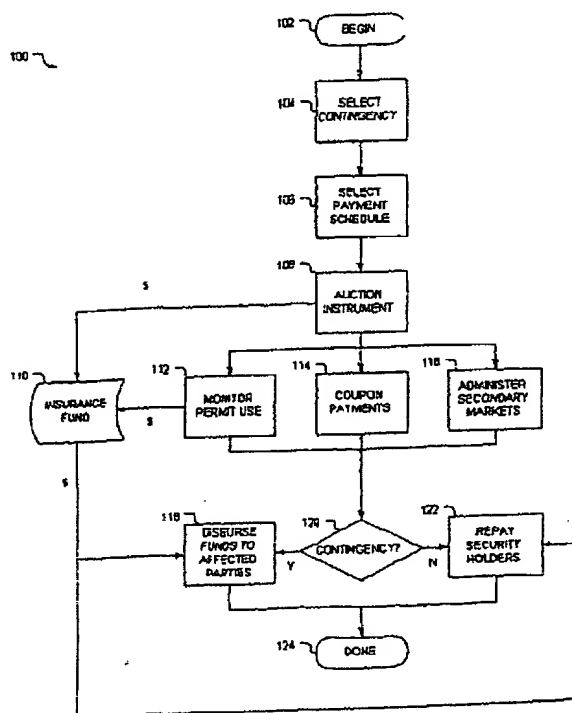 102
BEGIN
100
104
SELECT
CONTINGENCY
106
SELECT
PAYMENT
SCHEDULE
108
$
AUCTION
INSTRUMENT
110
INSURANCE
FUND
112
MONITOR
PERMIT USE
$
114
COUPON
PAYMENTS
116
ADMINISTER
SECONDARY
MARKETS
$
118
DISBURSE
FUNDS TO
AFFECTED
PARTIES
120
CONTINGENCY?
Y
N
122
REPAY
SECURITY
HOLDERS
124
DONE